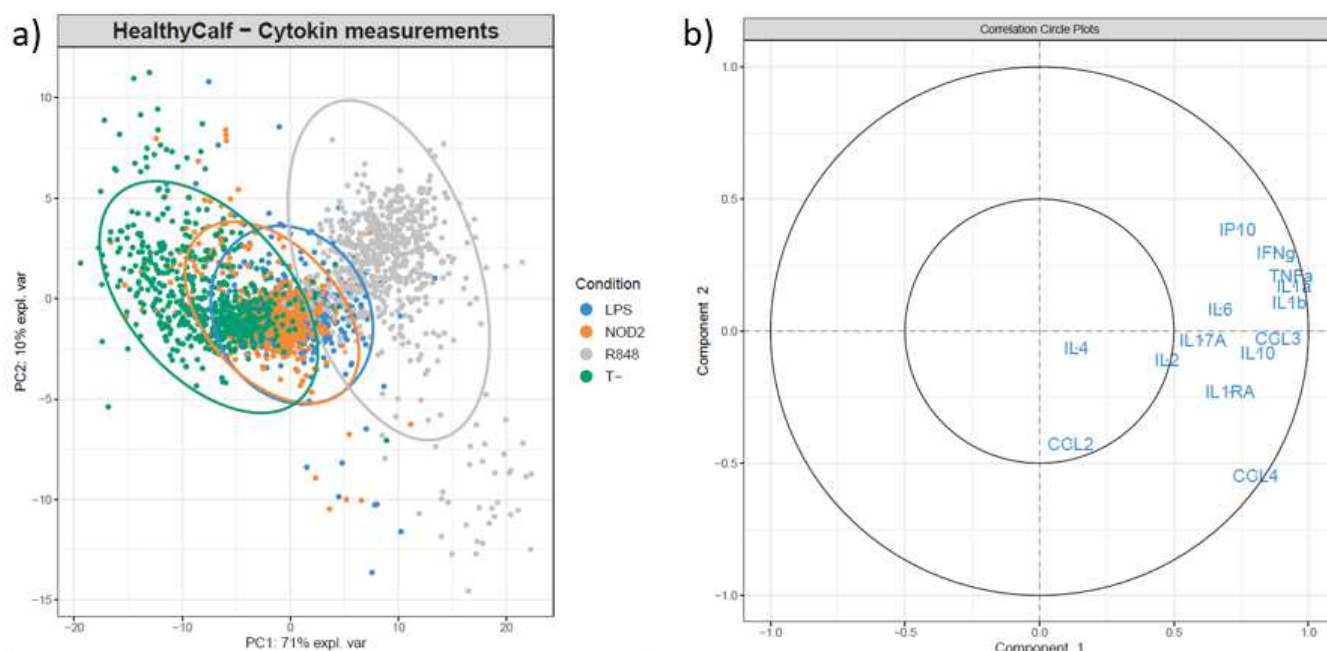 a)
HealthyCalf − Cytokin measurements
10
5
0
−5
−10
−15
PC2: 10% expl. var
−20
−10
0
10
20
PC1: 71% expl. var
Condition
LPS
NOD2
R848
T−
b)
Correlation Circle Plots
1.0
0.5
0.0
−0.5
−1.0
Component 2
IP10
IFNg
TNFa
IL1a
IL1b
IL6
IL17A
CCL3
IL4
IL2
IL10
IL1RA
CCL2
CCL4
−1.0
−0.5
0.0
0.5
1.0
Component 1